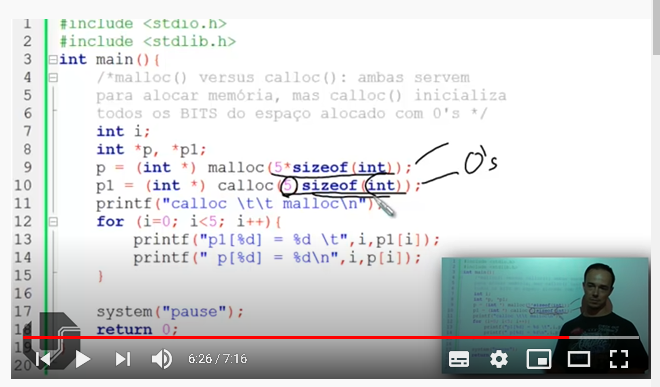 1 #include <stdio.h>
2 #include <stdlib.h>
3 int main(){
4 /*malloc() versus calloc(): ambas servem
5 para alocar memória, mas calloc() inicializa
6 todos os BITS do espaço alocado com 0's */
7 int i;
8 int *p, *p1;
9 p = (int *) malloc(5*sizeof(int));
0's
10 p1 = (int *) calloc(5, sizeof(int));
11 printf("calloc \t\t malloc\n");
12 for (i=0; i<5; i++){
13 printf("p1[%d] = %d \t",i,p1[i]);
14 printf(" p[%d] = %d\n",i,p[i]);
15 }
16
17 system("pause");
18 return 0;
20
6:26 / 7:16